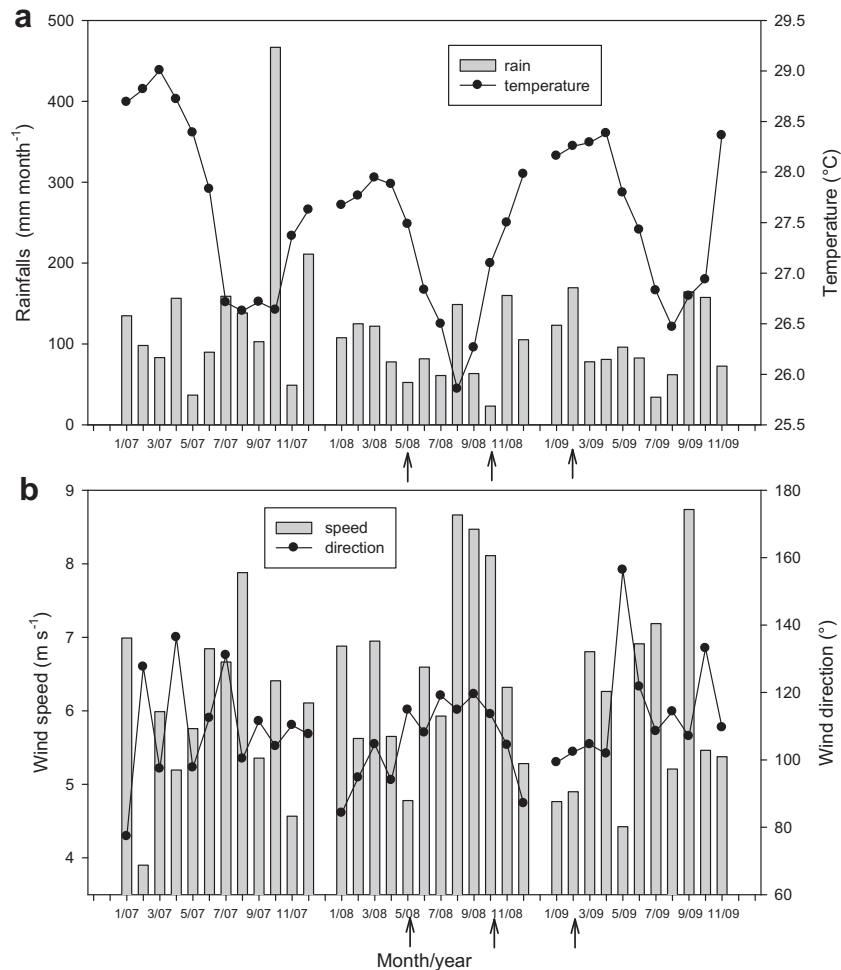 a
500
400
300
200
100
0
Rainfalls (mm month⁻¹)
rain
temperature
29.5
29.0
28.5
28.0
27.5
27.0
26.5
26.0
25.5
Temperature (°C)
1/07 3/07 5/07 7/07 9/07 11/07 1/08 3/08 5/08 7/08 9/08 11/08 1/09 3/09 5/09 7/09 9/09 11/09
b
9
8
7
6
5
4
Wind speed (m s⁻¹)
speed
direction
180
160
140
120
100
80
60
Wind direction (°)
1/07 3/07 5/07 7/07 9/07 11/07 1/08 3/08 5/08 7/08 9/08 11/08 1/09 3/09 5/09 7/09 9/09 11/09
Month/year